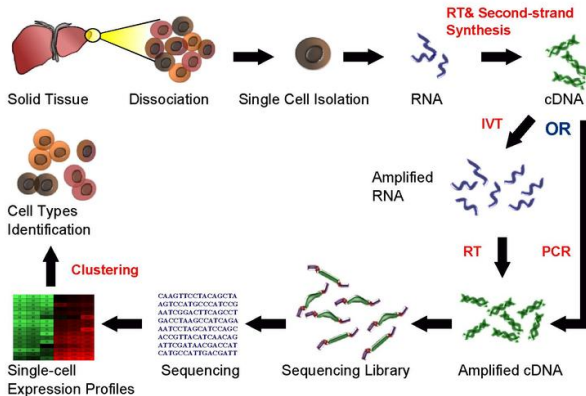 RT& Second-strand
Synthesis
Solid Tissue
Dissociation
Single Cell Isolation
RNA
cDNA
IVT
OR
Amplified
RNA
RT
PCR
Amplified cDNA
Sequencing Library
CAAGTTCCTACAGCTA
AGTCCATGCCCATCCG
AATCGGACTTCAGCCT
GACCTAAGCCATCAGA
AATCCTAGCATCCAGC
ACCGTTACATCAACAG
ATTCGATAACGACCAT
CATGCCATTGACGATT
Sequencing
Single-cell
Expression Profiles
Clustering
Cell Types
Identification